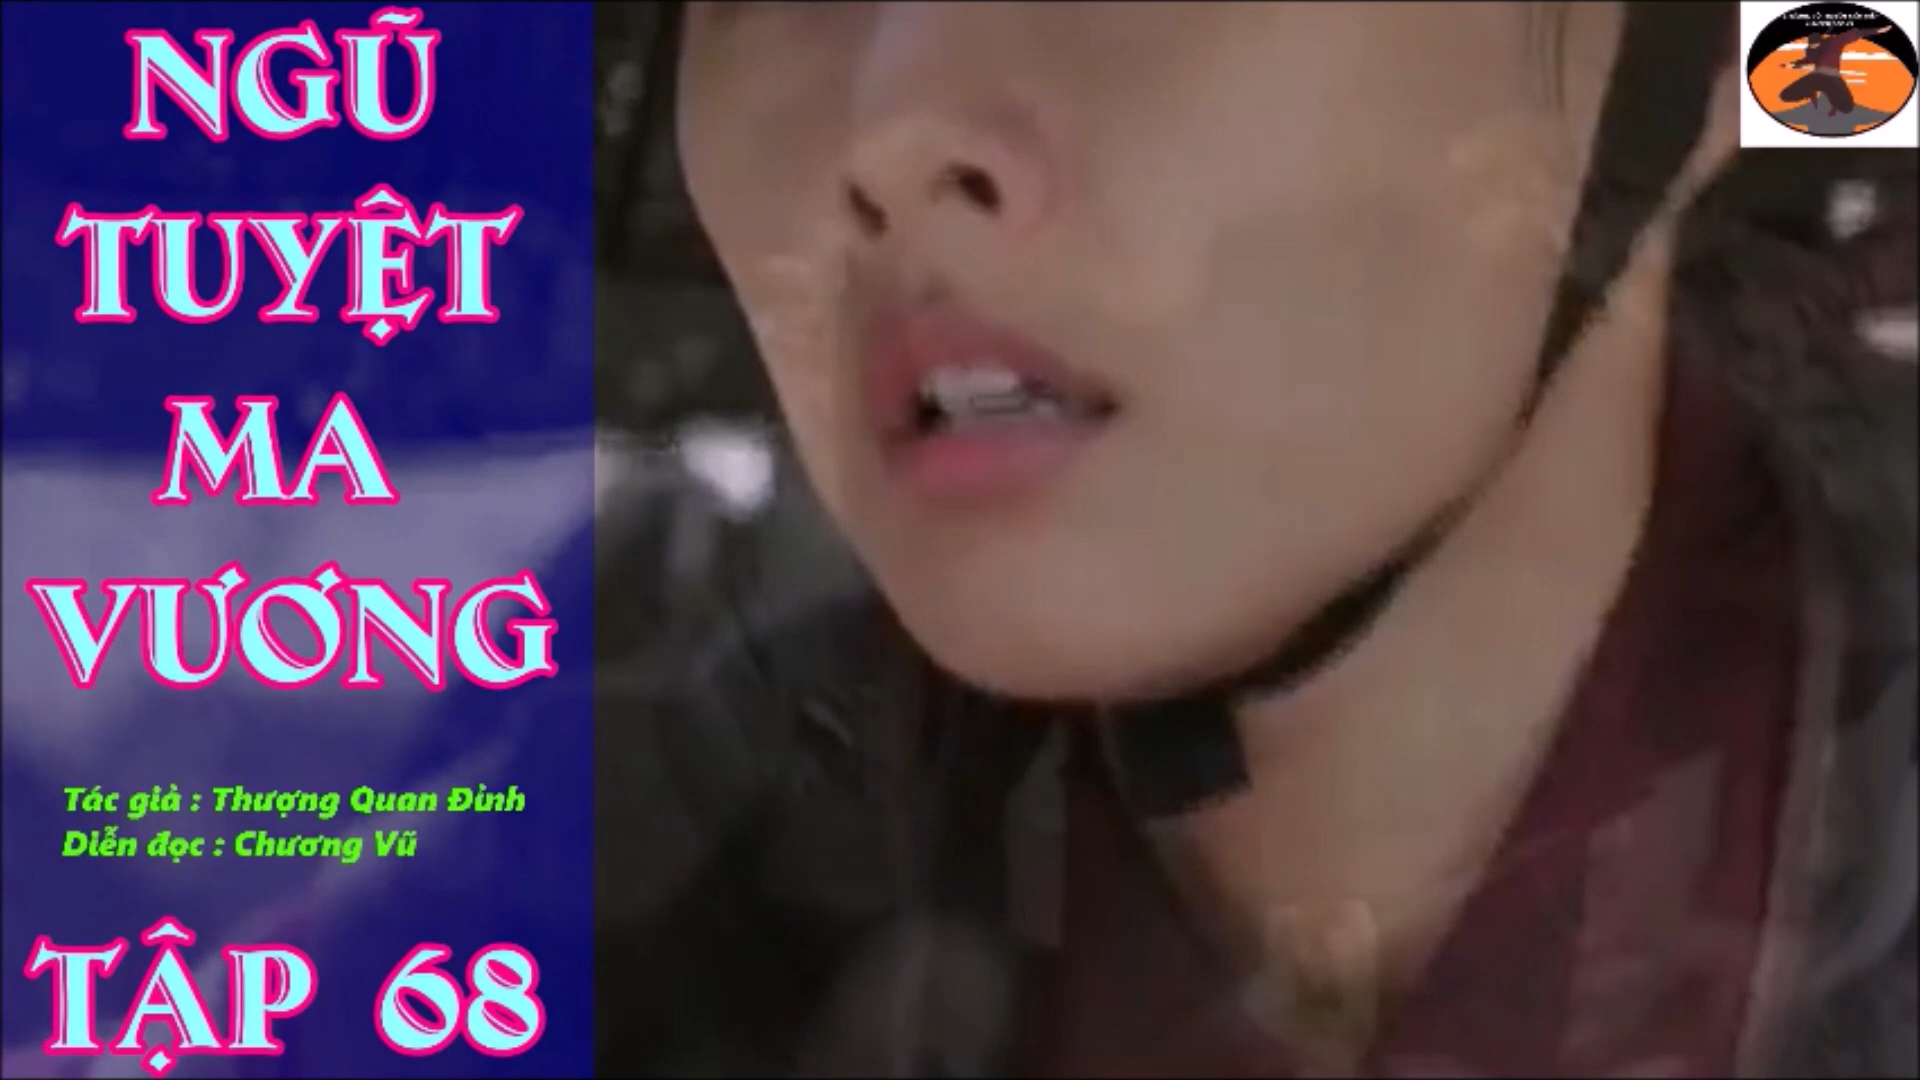 NGŨ
TUYỆT
MA
VƯƠNG
Tác giả : Thượng Quan Đỉnh
Diễn đọc : Chương Vũ
TẬP 68